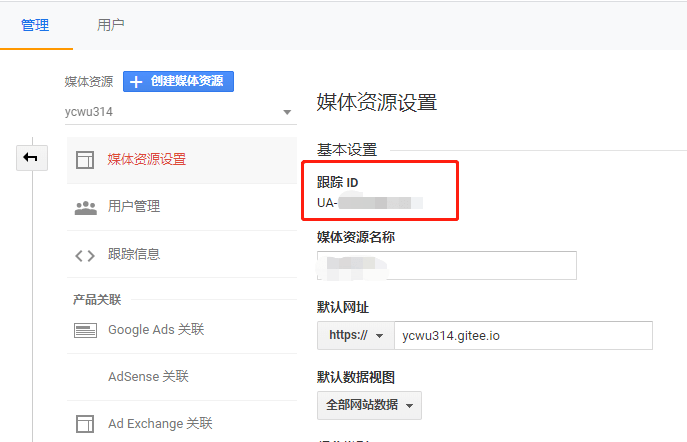 管理 用户
媒体资源 + 创建媒体资源
ycwu314
媒体资源设置
用户管理
跟踪信息
产品关联
Google Ads 关联
AdSense 关联
Ad Exchange 关联
媒体资源设置
基本设置
跟踪 ID
UA-
媒体资源名称
默认网址
https:// ycwu314.gitee.io
默认数据视图
全部网站数据